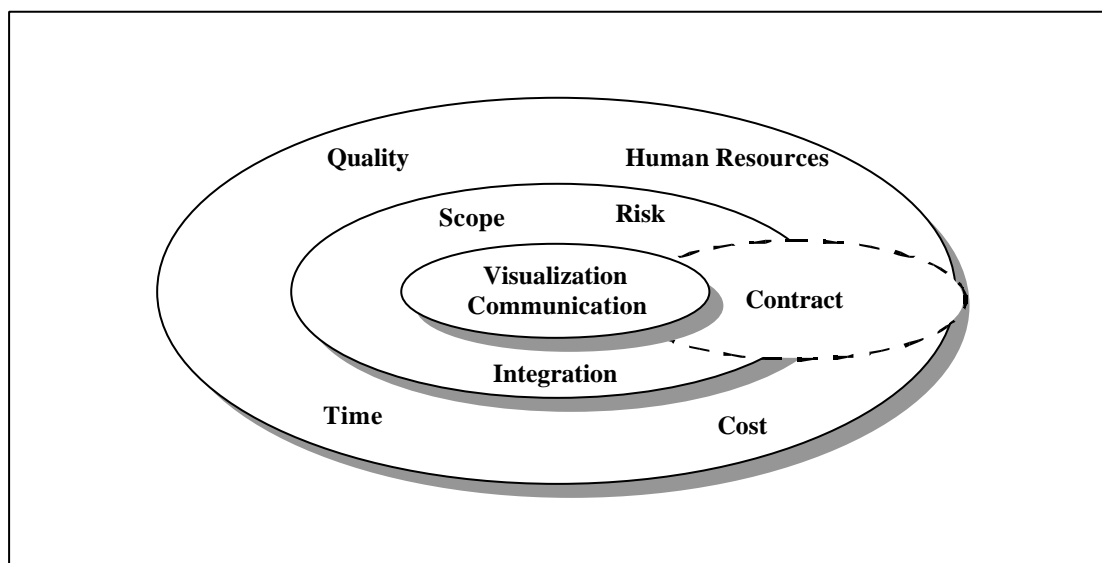 Quality
Human Resources
Scope
Risk
Visualization
Communication
Contract
Integration
Time
Cost